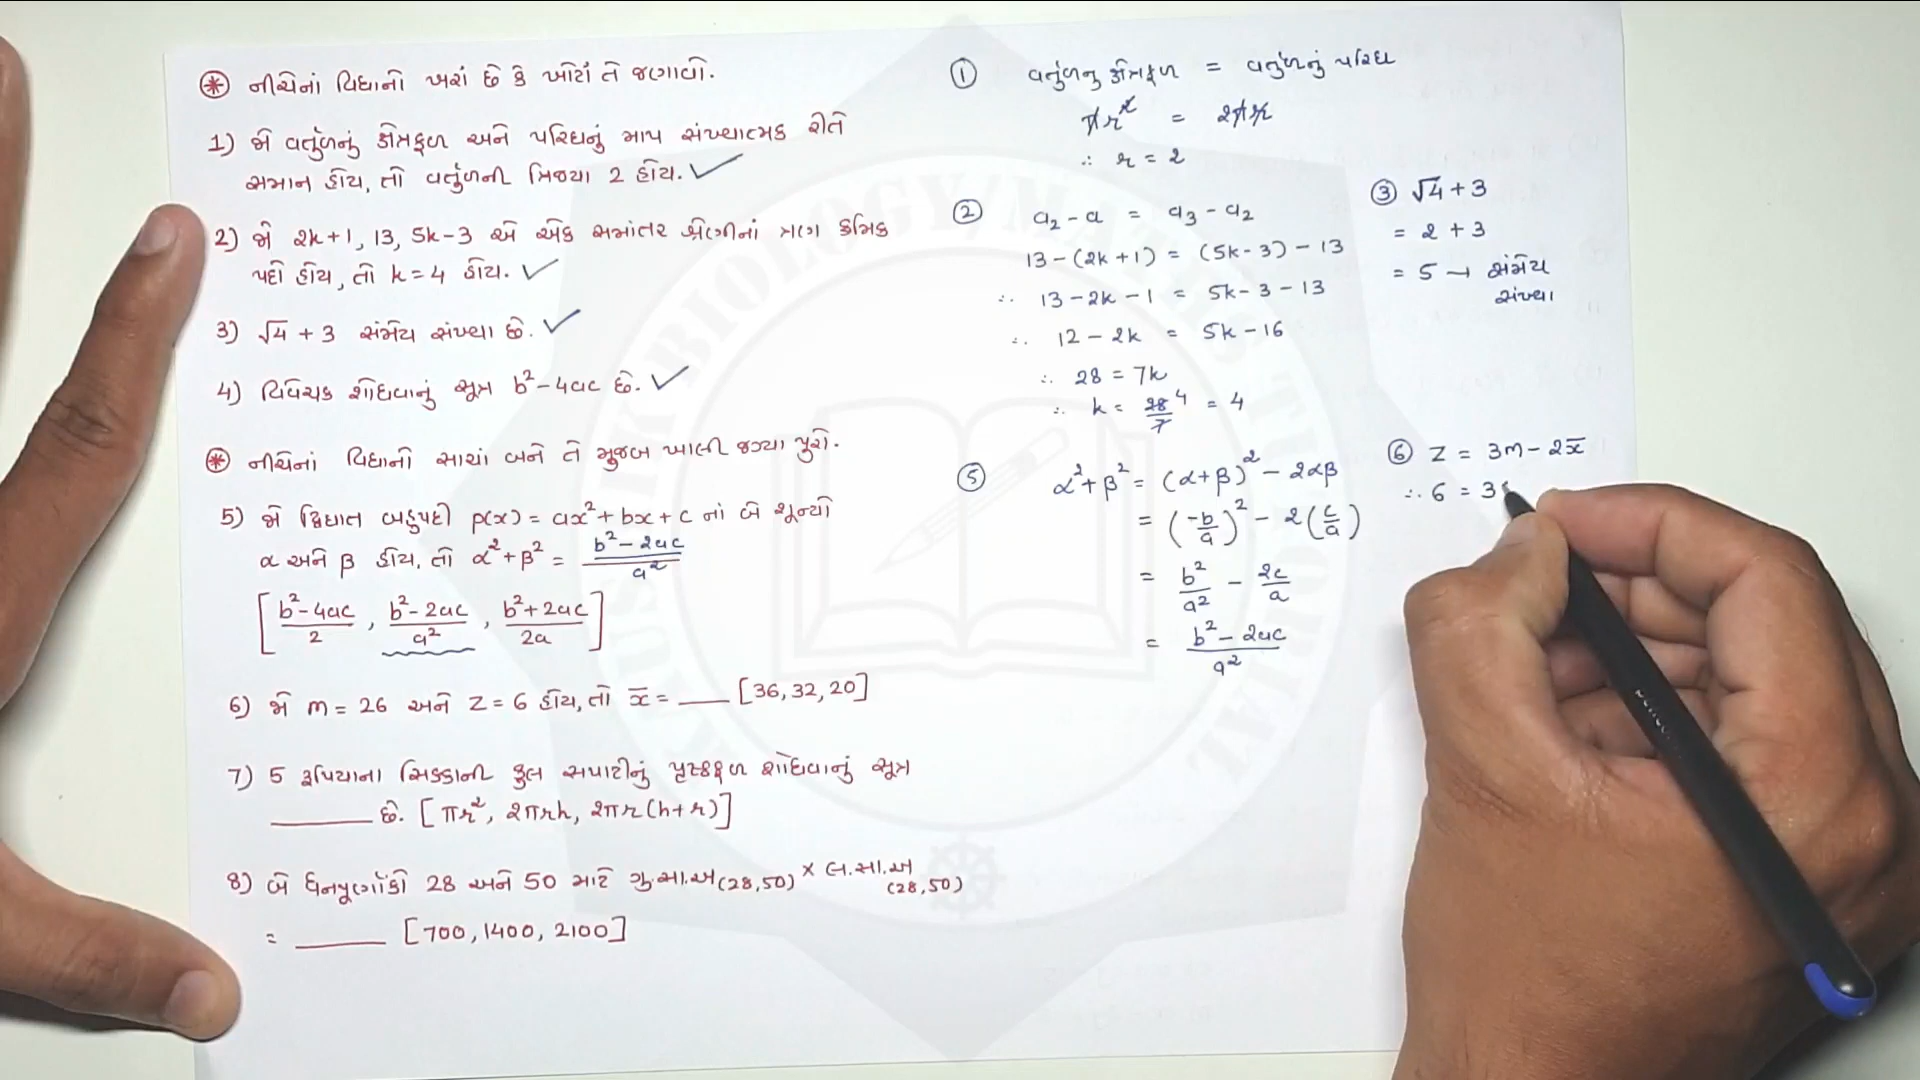 * નીચેનાં વિધાનો ખરાં છે કે ખોટાં તે જણાવો.
1) જો વર્તુળનું ક્ષેત્રફળ અને પરિઘનું માપ સંખ્યાત્મક રીતે
સમાન હોય, તો વર્તુળની ત્રિજ્યા 2 હોય. ✓
2) જો 2k+1, 13, 5k-3 એ એક સમાંતર શ્રેણીનાં ત્રણ ક્રમિક
પદો હોય, તો k=4 હોય. ✓
3) √4 + 3 સંમેય સંખ્યા છે. ✓
4) વિવેચક શોધવાનું સૂત્ર b²-4ac છે. ✓
* નીચેનાં વિધાનો સાચાં બને તે મુજબ ખાલી જગ્યા પુરો.
5) જો દ્વિઘાત બહુપદી p(x) = ax²+bx+c નાં બે શૂન્યો
α અને β હોય, તો α²+β² = (b²-2ac)/a²
[(b²-4ac)/2, (b²-2ac)/a², (b²+2ac)/2a]
6) જો m = 26 અને Z = 6 હોય, તો x̄ = ___ [36, 32, 20]
7) 5 રૂપિયાના સિક્કાની કુલ સપાટીનું પૃષ્ઠફળ શોધવાનું સૂત્ર
______ છે. [πr², 2πrh, 2πr(h+r)]
8) બે ધનપૂર્ણાંકો 28 અને 50 માટે ગુ.સા.અ(28,50) × લ.સા.અ(28,50)
= ______ [700, 1400, 2100]
① વર્તુળનુ ક્ષેત્રફળ = વર્તુળનું પરિઘ
πr² = 2πr
∴ r = 2
② a₂ - a = a₃ - a₂
13-(2k+1) = (5k-3)-13
∴ 13-2k-1 = 5k-3-13
∴ 12-2k = 5k-16
∴ 28 = 7k
∴ k = 28/7 4 = 4
③ √4+3
= 2+3
= 5 → સંમેય
સંખ્યા
⑤ α²+β² = (α+β)² - 2αβ
= (-b/a)² - 2(c/a)
= b²/a² - 2c/a
= (b²-2ac)/a²
⑥ Z = 3m-2x̄
∴ 6 = 3